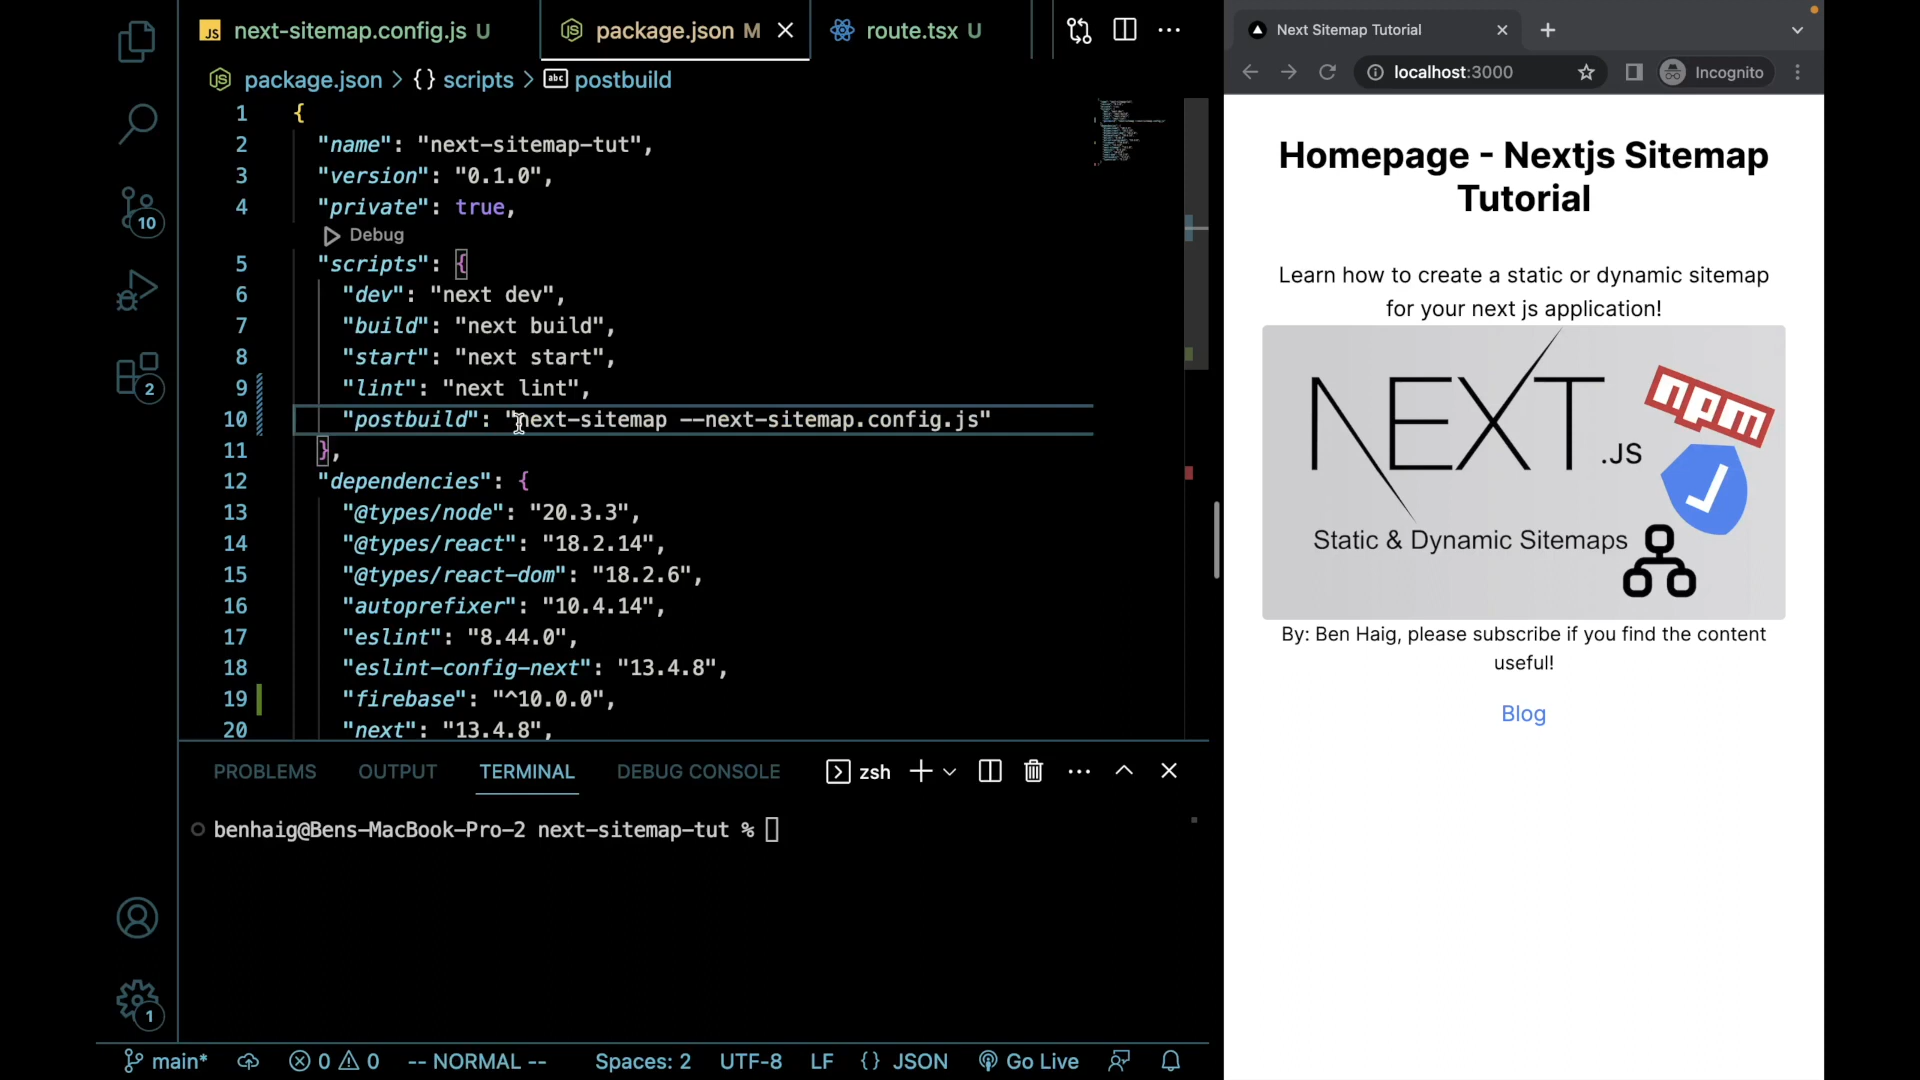 JS next-sitemap.config.js U
package.json M
route.tsx U
package.json > {} scripts > abc postbuild
1 {
2 "name": "next-sitemap-tut",
3 "version": "0.1.0",
4 "private": true,
Debug
5 "scripts": {
6 "dev": "next dev",
7 "build": "next build",
8 "start": "next start",
9 "lint": "next lint",
10 "postbuild": "next-sitemap --next-sitemap.config.js"
11 },
12 "dependencies": {
13 "@types/node": "20.3.3",
14 "@types/react": "18.2.14",
15 "@types/react-dom": "18.2.6",
16 "autoprefixer": "10.4.14",
17 "eslint": "8.44.0",
18 "eslint-config-next": "13.4.8",
19 "firebase": "^10.0.0",
20 "next": "13.4.8",
10
2
1
PROBLEMS OUTPUT TERMINAL DEBUG CONSOLE zsh
benhaig@Bens-MacBook-Pro-2 next-sitemap-tut %
main* 0 0 -- NORMAL -- Spaces: 2 UTF-8 LF {} JSON Go Live
Next Sitemap Tutorial
localhost:3000 Incognito
Homepage - Nextjs Sitemap
Tutorial
Learn how to create a static or dynamic sitemap
for your next js application!
NEXT.JS
npm
Static & Dynamic Sitemaps
By: Ben Haig, please subscribe if you find the content
useful!
Blog